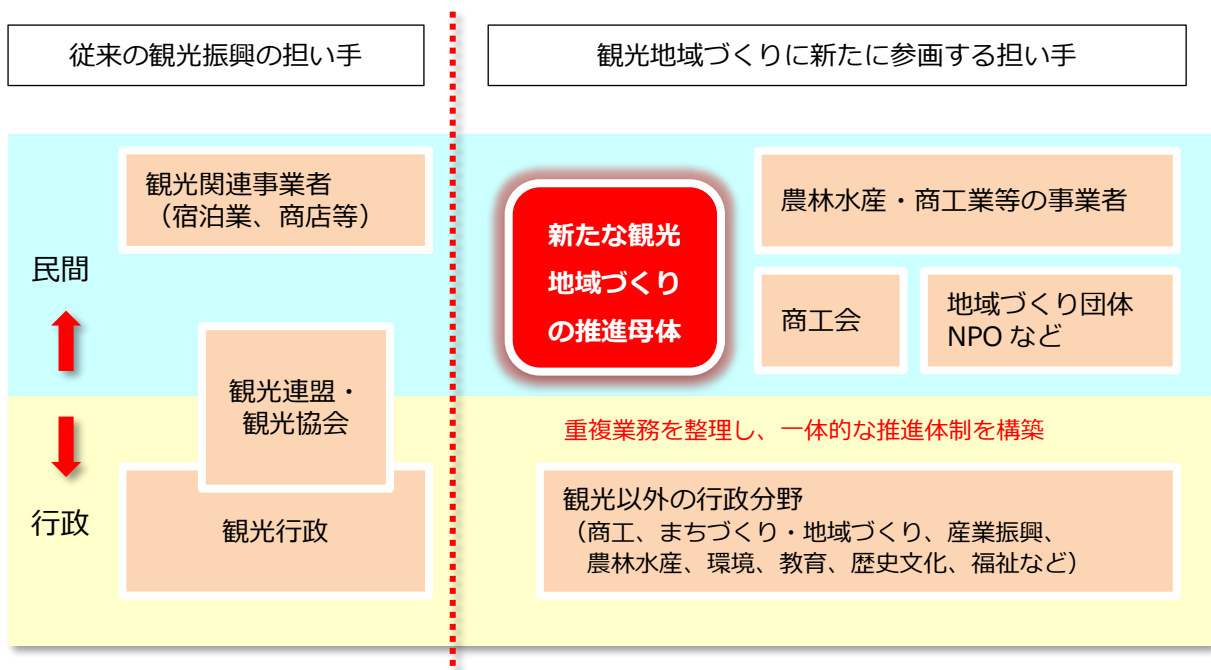 従来の観光振興の担い手
観光地域づくりに新たに参画する担い手
民間
行政
観光関連事業者
（宿泊業、商店等）
観光連盟・
観光協会
観光行政
新たな観光
地域づくり
の推進母体
農林水産・商工業等の事業者
商工会
地域づくり団体
NPO など
重複業務を整理し、一体的な推進体制を構築
観光以外の行政分野
（商工、まちづくり・地域づくり、産業振興、
農林水産、環境、教育、歴史文化、福祉など）